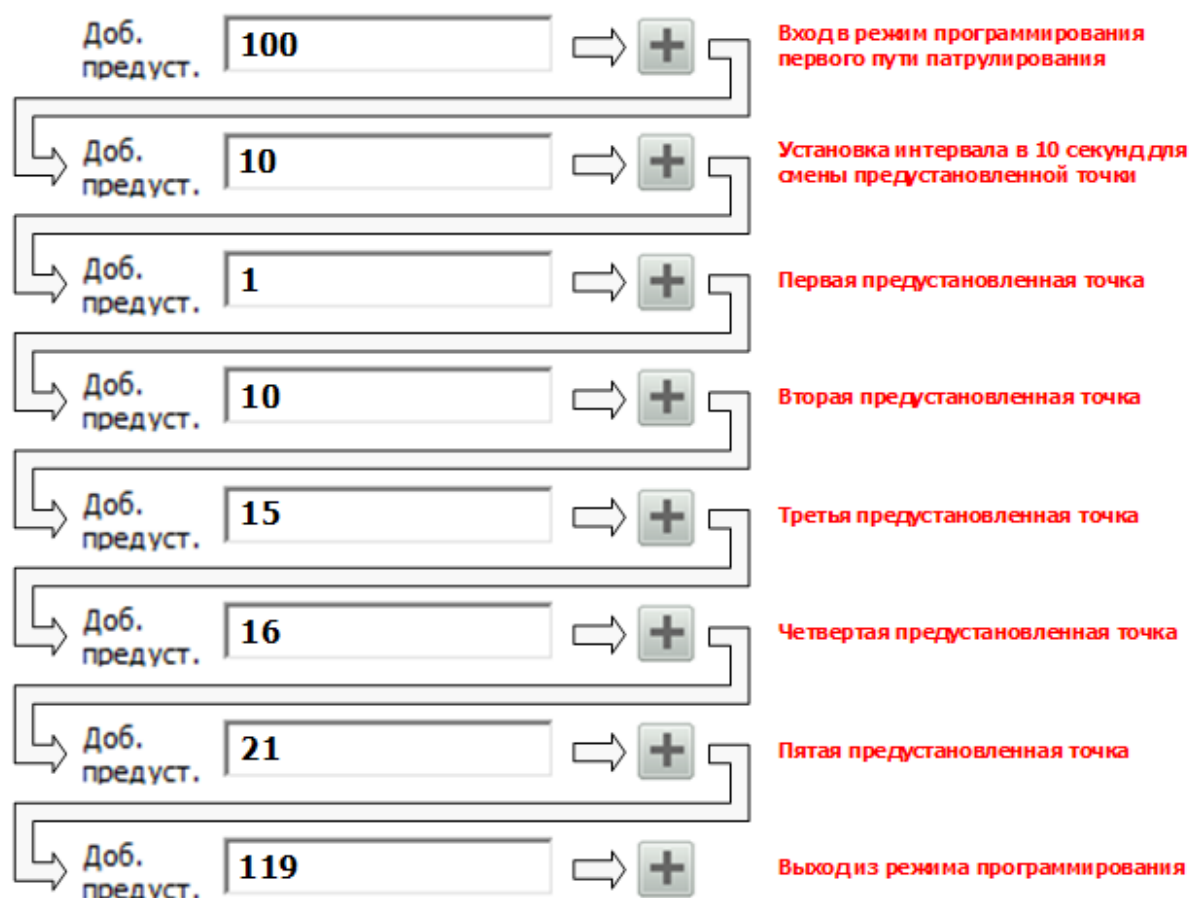 Доб.
предуст.
100
Вход в режим программирования
первого пути патрулирования
Доб.
предуст.
10
Установка интервала в 10 секунд для
смены предустановленной точки
Доб.
предуст.
1
Первая предустановленная точка
Доб.
предуст.
10
Вторая предустановленная точка
Доб.
предуст.
15
Третья предустановленная точка
Доб.
предуст.
16
Четвертая предустановленная точка
Доб.
предуст.
21
Пятая предустановленная точка
Доб.
предуст.
119
Выход из режима программирования